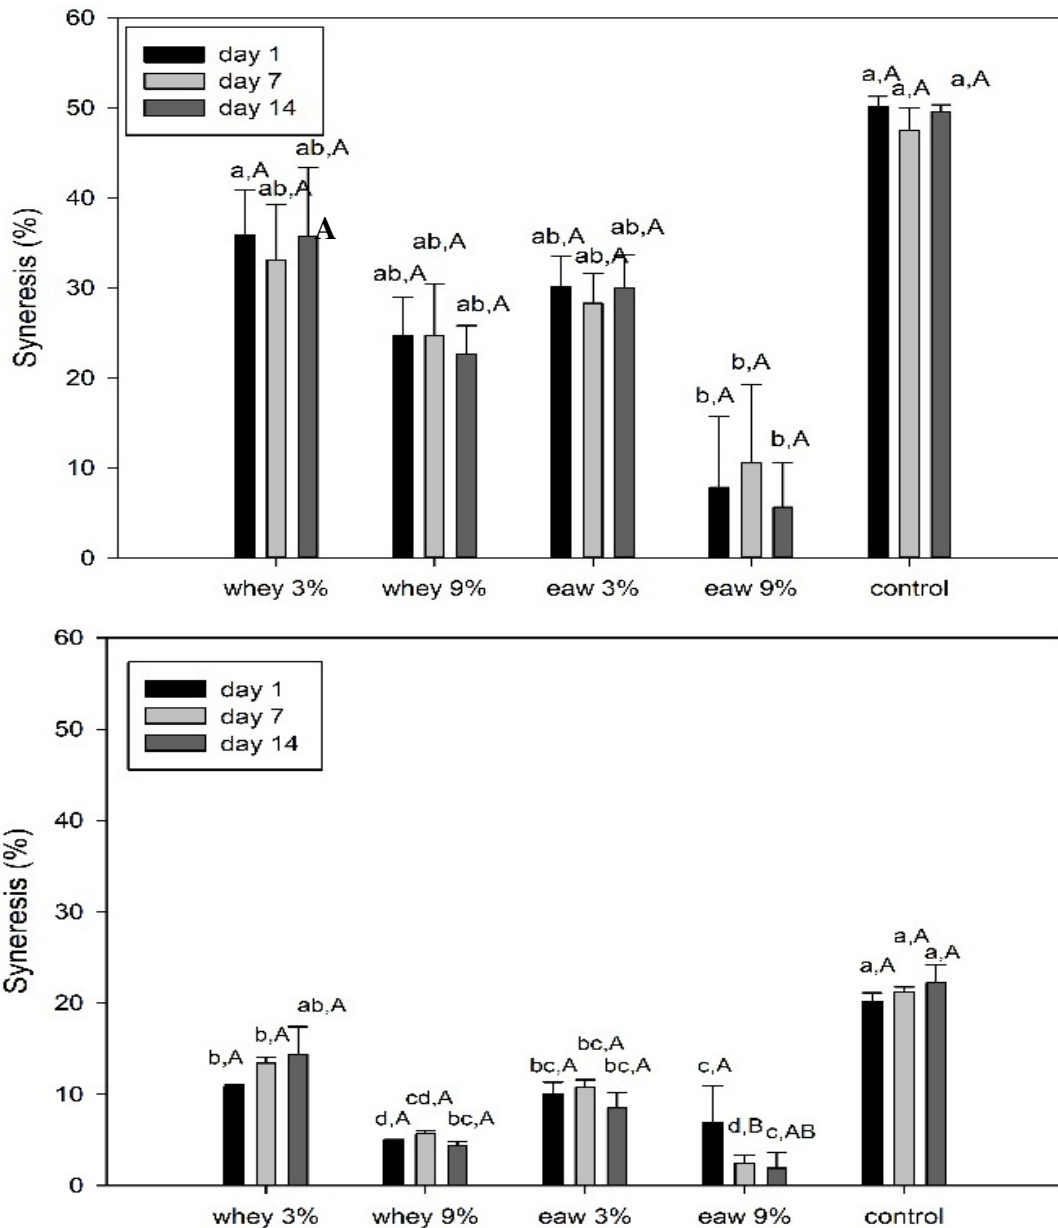 60
50
40
30
20
10
0
Syneresis (%)
day 1
day 7
day 14
a,A
ab,A
ab,A
A
ab,A
ab,A
ab,A
ab,A
ab,A
ab,A
b,A
b,A
b,A
a,A
a,A
a,A
whey 3%
whey 9%
eaw 3%
eaw 9%
control
60
50
40
30
20
10
0
Syneresis (%)
day 1
day 7
day 14
b,A
b,A
ab,A
d,A
cd,A
bc,A
bc,A
bc,A
bc,A
c,A
d,B
c,AB
a,A
a,A
a,A
whey 3%
whey 9%
eaw 3%
eaw 9%
control